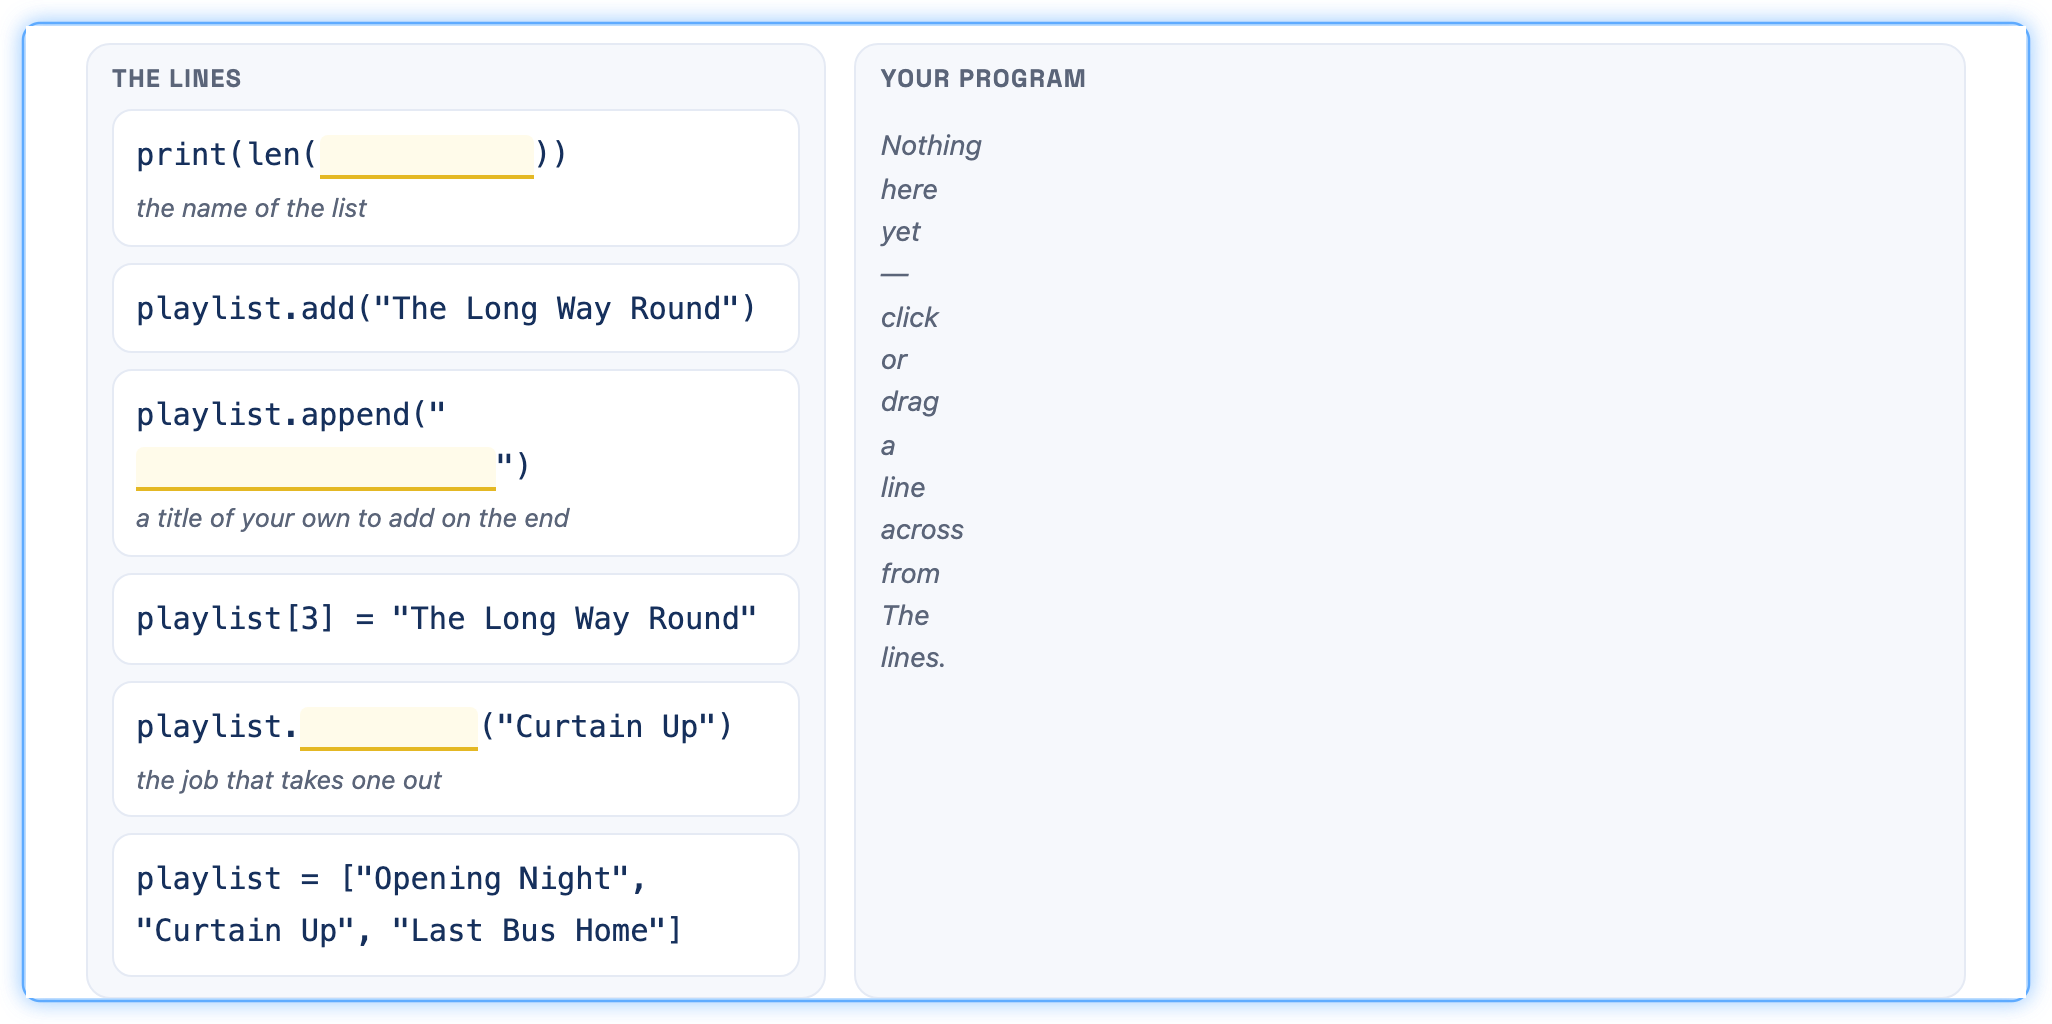 THE LINES
print(len( ))
the name of the list
playlist.add("The Long Way Round")
playlist.append("
")
a title of your own to add on the end
playlist[3] = "The Long Way Round"
playlist. ("Curtain Up")
the job that takes one out
playlist = ["Opening Night",
"Curtain Up", "Last Bus Home"]
YOUR PROGRAM
Nothing
here
yet
—
click
or
drag
a
line
across
from
The
lines.